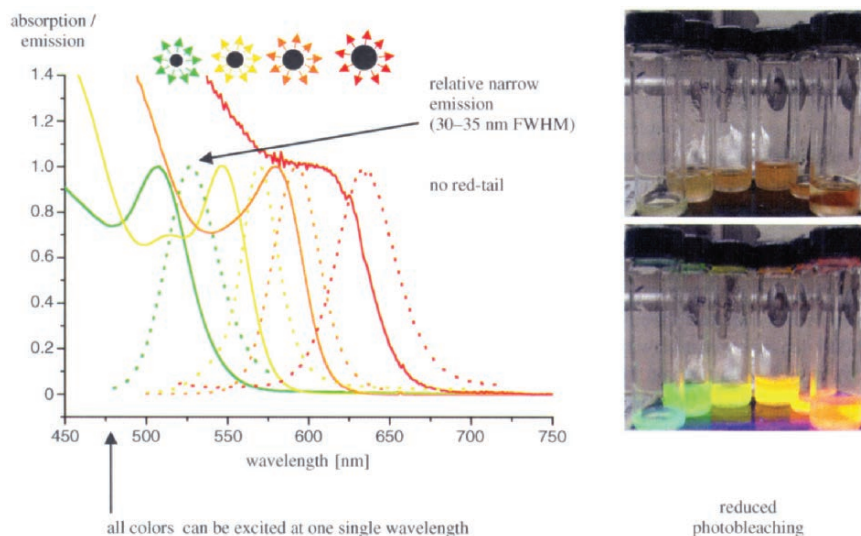 absorption /
emission
1.4
1.2
1.0
0.8
0.6
0.4
0.2
0
450 500 550 600 650 700 750
wavelength [nm]
relative narrow
emission
(30–35 nm FWHM)
no red-tail
all colors can be excited at one single wavelength
reduced
photobleaching